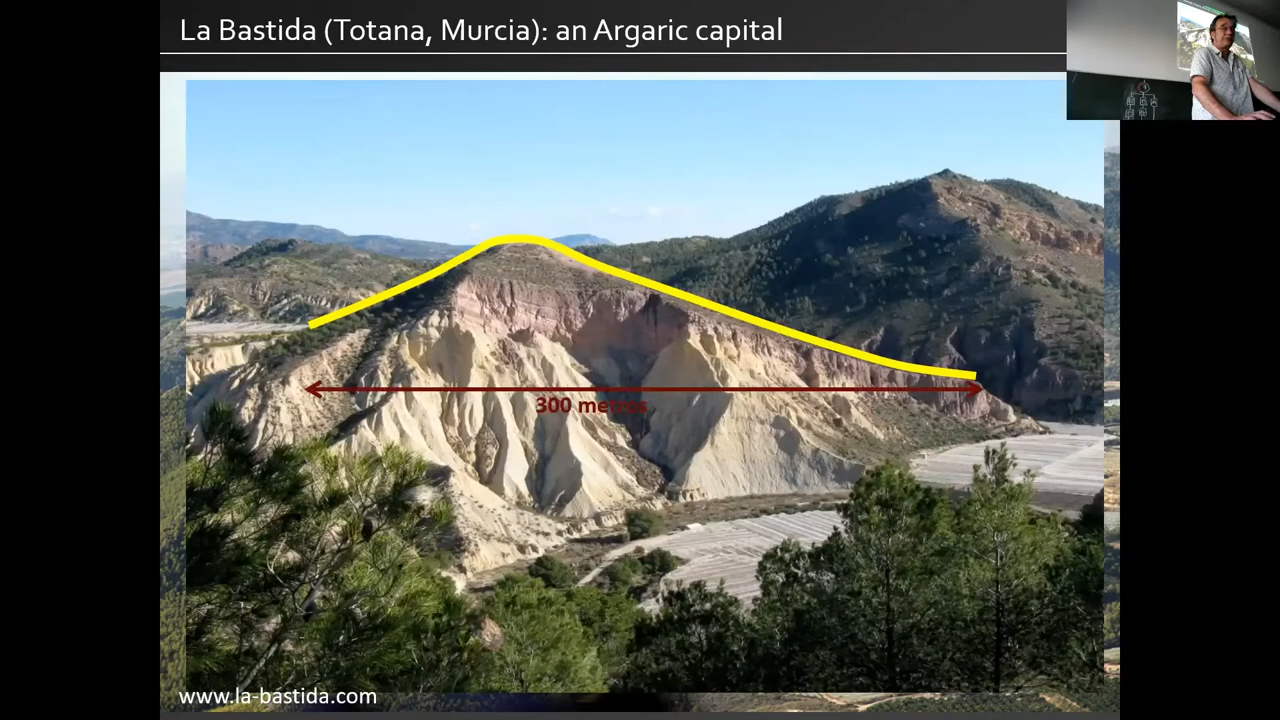 La Bastida (Totana, Murcia): an Argaric capital
300 metros
www.la-bastida.com